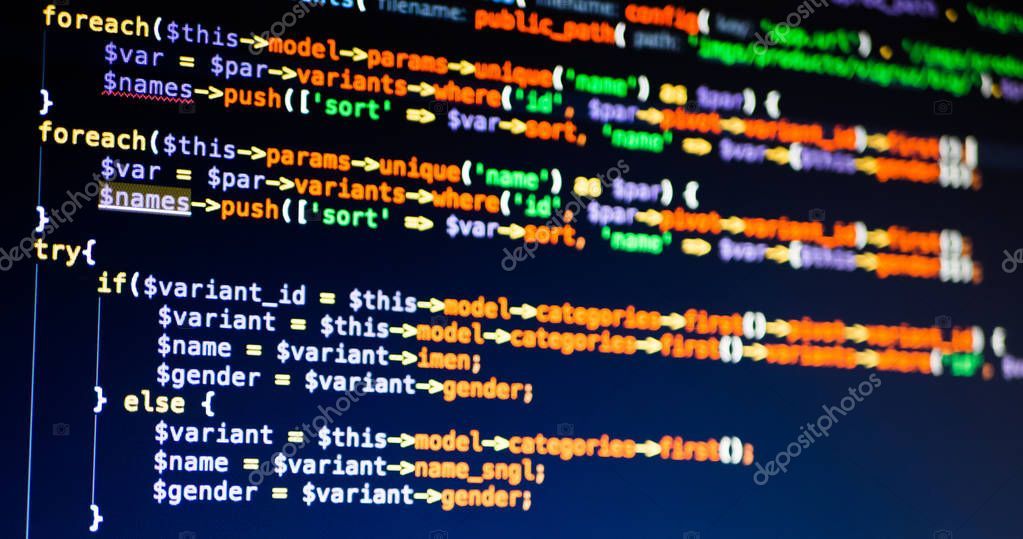 public_path( config(
foreach($this->model->params->unique('name') as $par) {
$var = $par->variants->where('id', $par->pivot->variant_id)->first();
$names->push(['sort' => $var->sort, 'name' => $var->{$this
}
foreach($this->params->unique('name') as $par) {
$var = $par->variants->where('id', $par->pivot->variant_id)->first();
$names->push(['sort' => $var->sort, 'name' => $var->{$this
}
try{
if($variant_id = $this->model->categories->first()->pivot->variant_id) {
$variant = $this->model->categories->first()->variants->where('id',
$name = $variant->imen;
$gender = $variant->gender;
} else {
$variant = $this->model->categories->first();
$name = $variant->name_sngl;
$gender = $variant->gender;
}
depositphotos